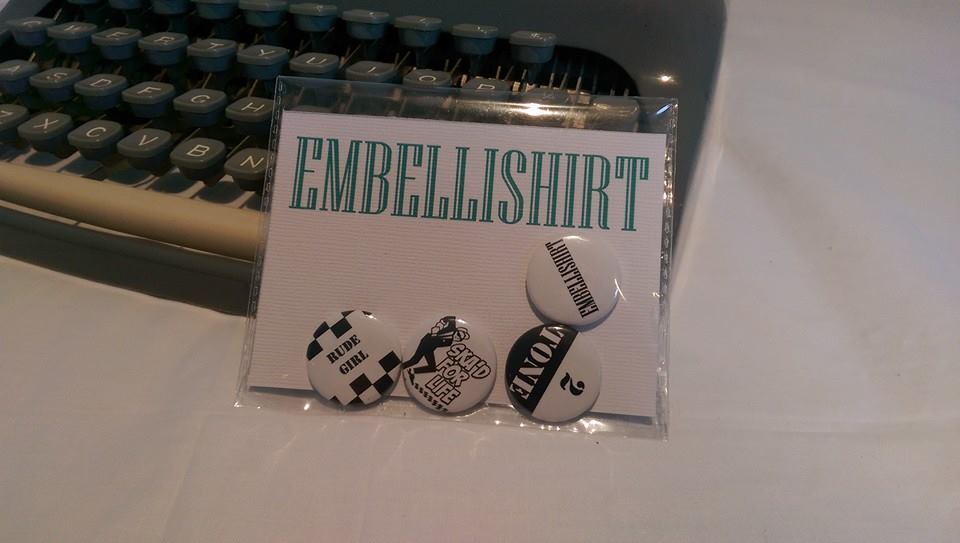 W E R T Y U I O P
S D F G H
Z X C V B N
EMBELLISHIRT
EMBELLISHIRT
RUDE
GIRL
SKA'D
FOR
LIFE
2
TONE